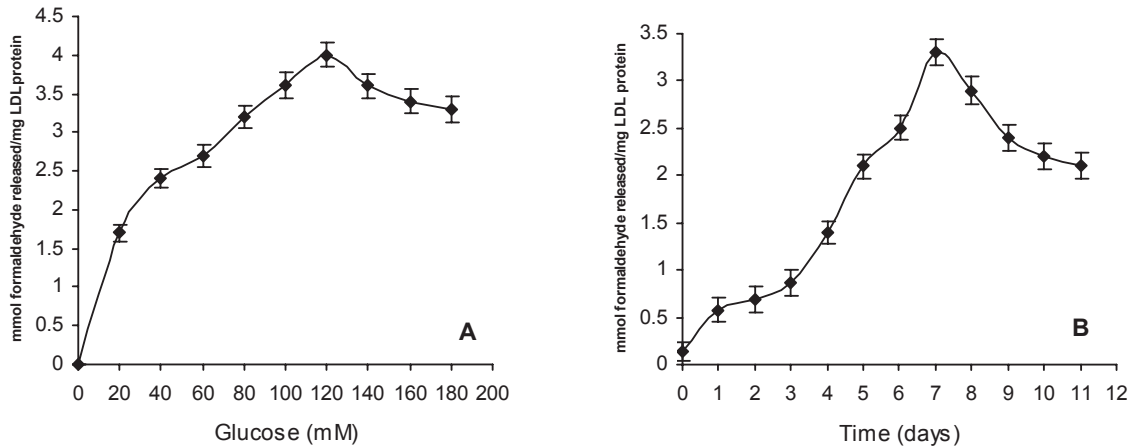 mmol formaldehyde released/mg LDL protein
4.5
4
3.5
3
2.5
2
1.5
1
0.5
0
0 20 40 60 80 100 120 140 160 180 200
Glucose (mM)
A
mmol formaldehyde released/mg LDL protein
3.5
3
2.5
2
1.5
1
0.5
0
0 1 2 3 4 5 6 7 8 9 10 11 12
Time (days)
B